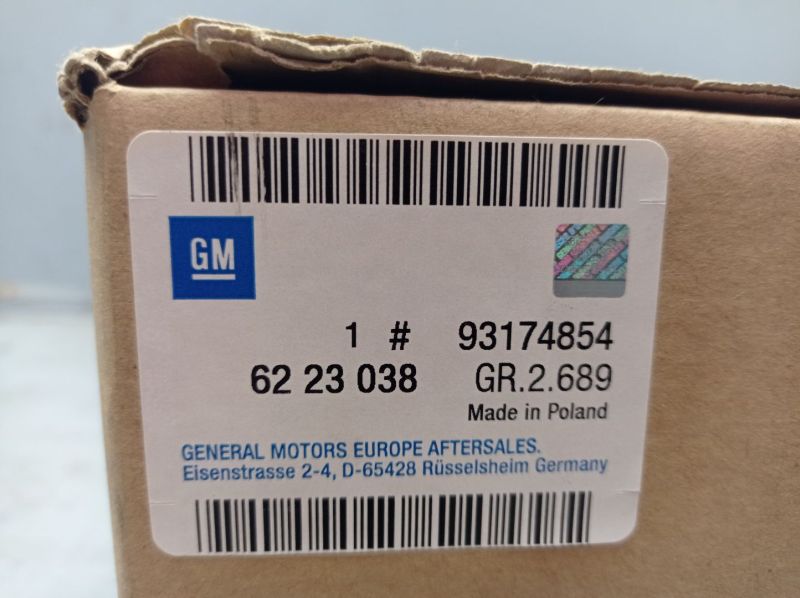 GM
1 # 93174854
62 23 038 GR.2.689
Made in Poland
GENERAL MOTORS EUROPE AFTERSALES.
Eisenstrasse 2-4, D-65428 Rüsselsheim Germany